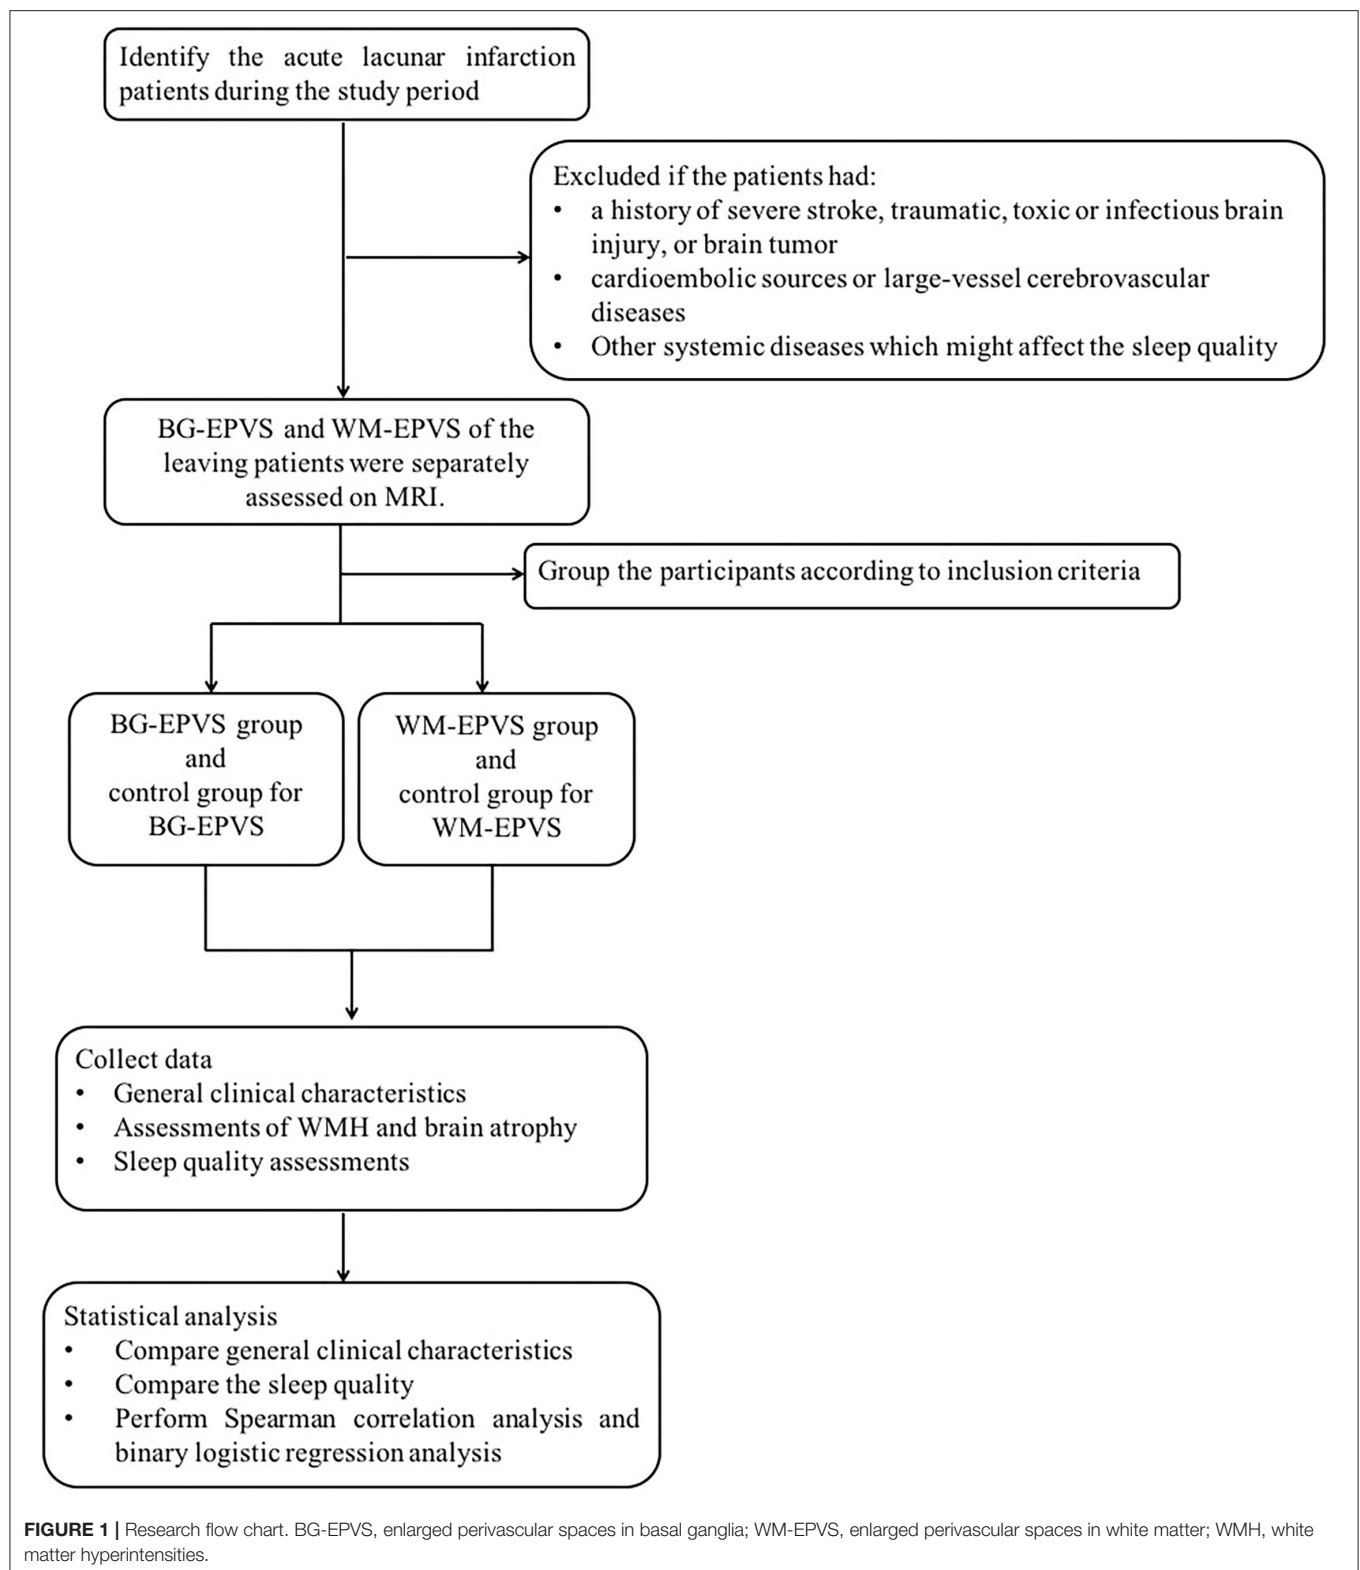 Identify the acute lacunar infarction
patients during the study period
Excluded if the patients had:
• a history of severe stroke, traumatic, toxic or infectious brain
injury, or brain tumor
• cardioembolic sources or large-vessel cerebrovascular
diseases
• Other systemic diseases which might affect the sleep quality
BG-EPVS and WM-EPVS of the
leaving patients were separately
assessed on MRI.
Group the participants according to inclusion criteria
BG-EPVS group
and
control group for
BG-EPVS
WM-EPVS group
and
control group for
WM-EPVS
Collect data
• General clinical characteristics
• Assessments of WMH and brain atrophy
• Sleep quality assessments
Statistical analysis
• Compare general clinical characteristics
• Compare the sleep quality
• Perform Spearman correlation analysis and
binary logistic regression analysis
FIGURE 1 | Research flow chart. BG-EPVS, enlarged perivascular spaces in basal ganglia; WM-EPVS, enlarged perivascular spaces in white matter; WMH, white
matter hyperintensities.